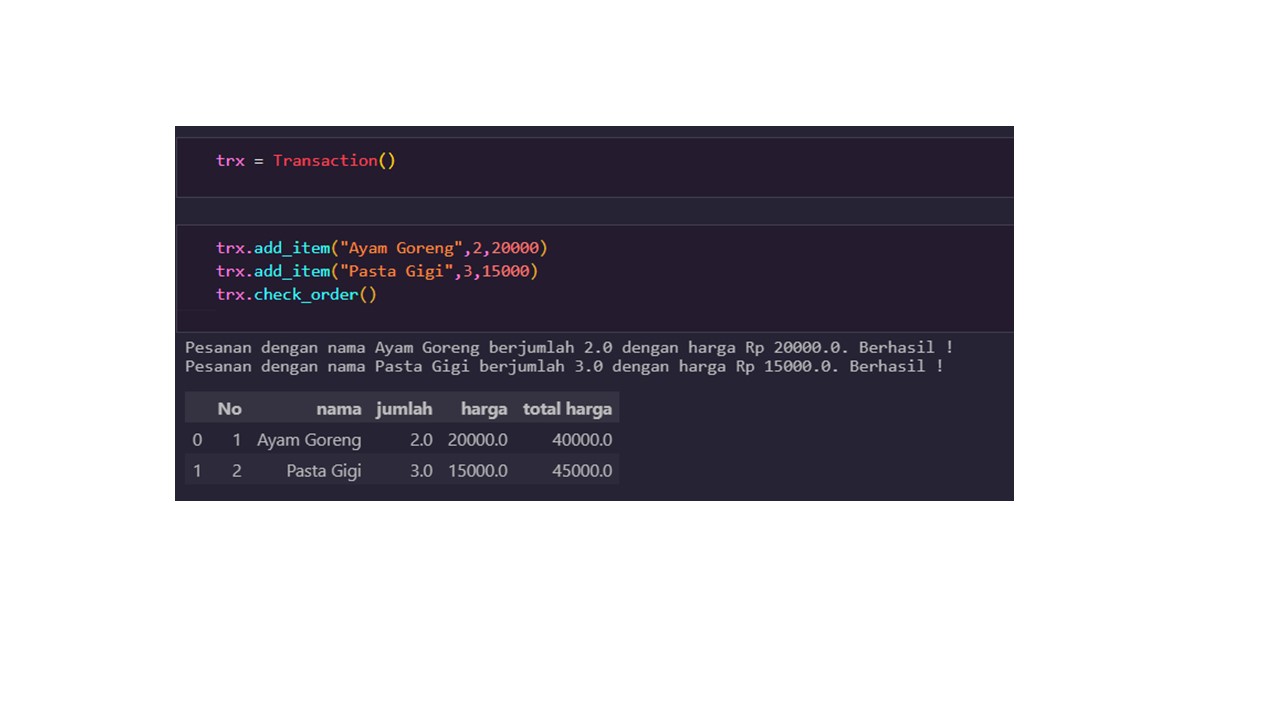 trx = Transaction()
trx.add_item("Ayam Goreng",2,20000)
trx.add_item("Pasta Gigi",3,15000)
trx.check_order()
Pesanan dengan nama Ayam Goreng berjumlah 2.0 dengan harga Rp 20000.0. Berhasil !
Pesanan dengan nama Pasta Gigi berjumlah 3.0 dengan harga Rp 15000.0. Berhasil !
No nama jumlah harga total harga
0 1 Ayam Goreng 2.0 20000.0 40000.0
1 2 Pasta Gigi 3.0 15000.0 45000.0